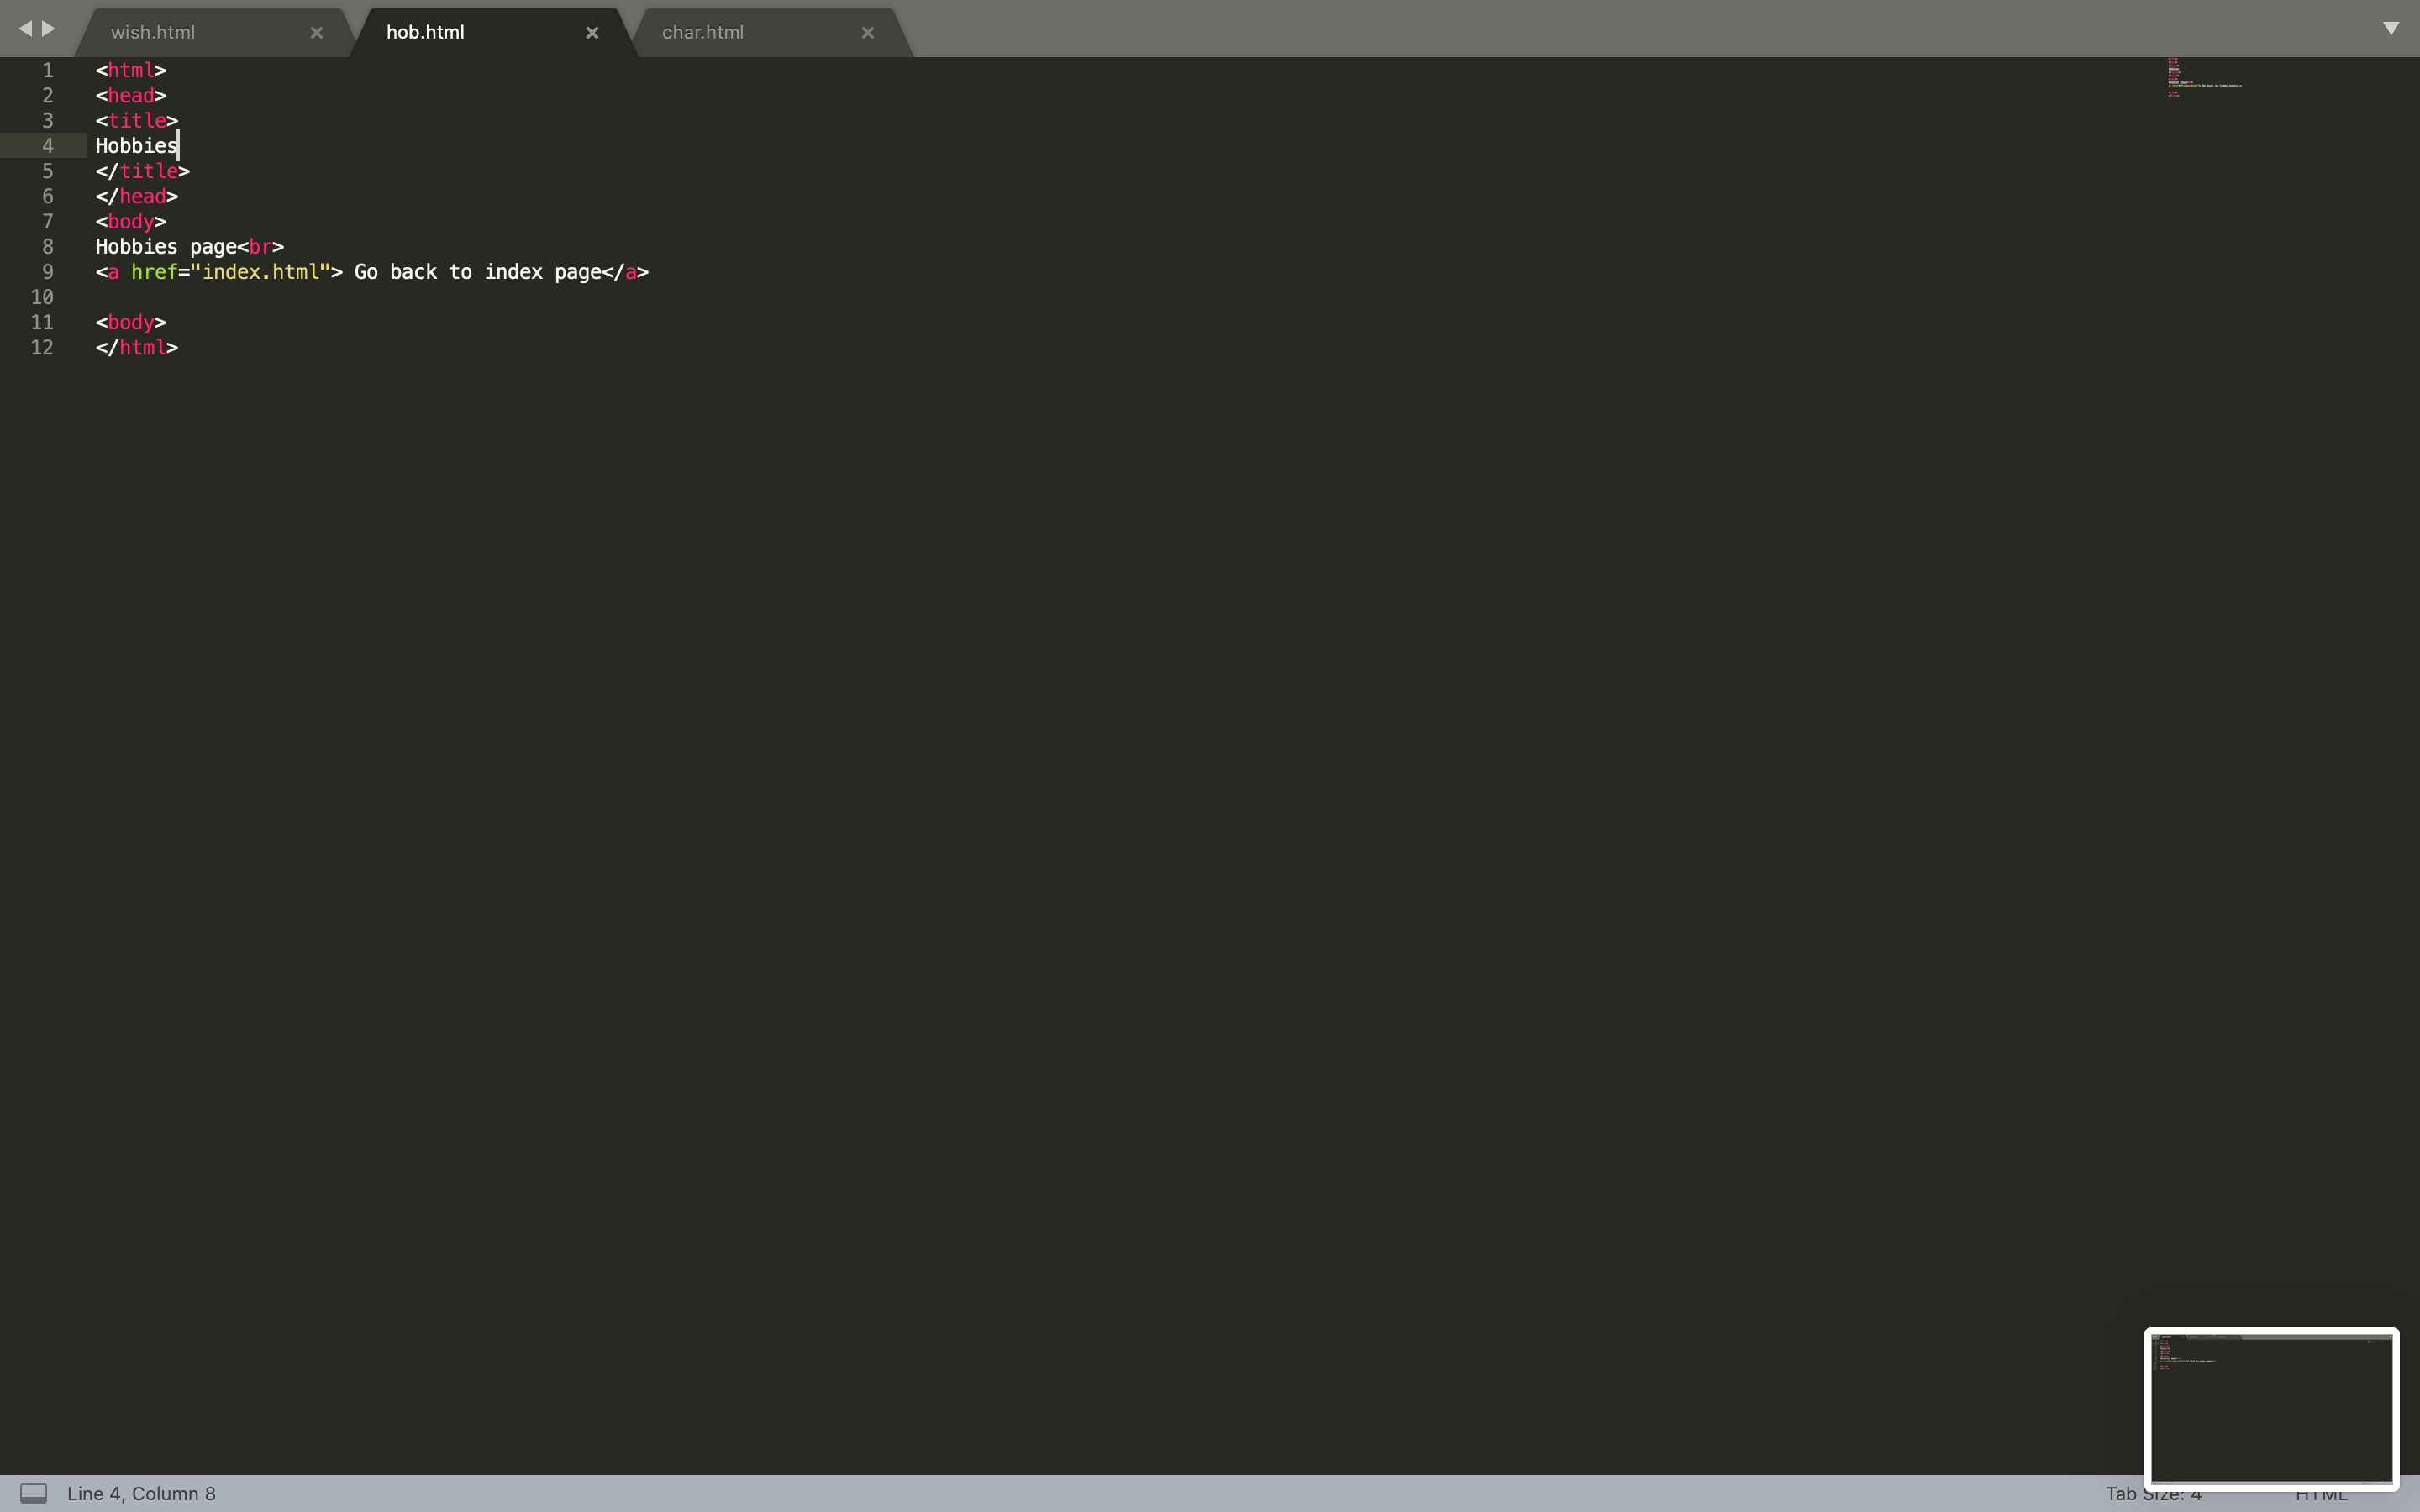 wish.html × hob.html × char.html ×
1 <html>
2 <head>
3 <title>
4 Hobbies
5 </title>
6 </head>
7 <body>
8 Hobbies page<br>
9 <a href="index.html"> Go back to index page</a>
10
11 <body>
12 </html>
Line 4, Column 8 Tab Size: 4 HTML